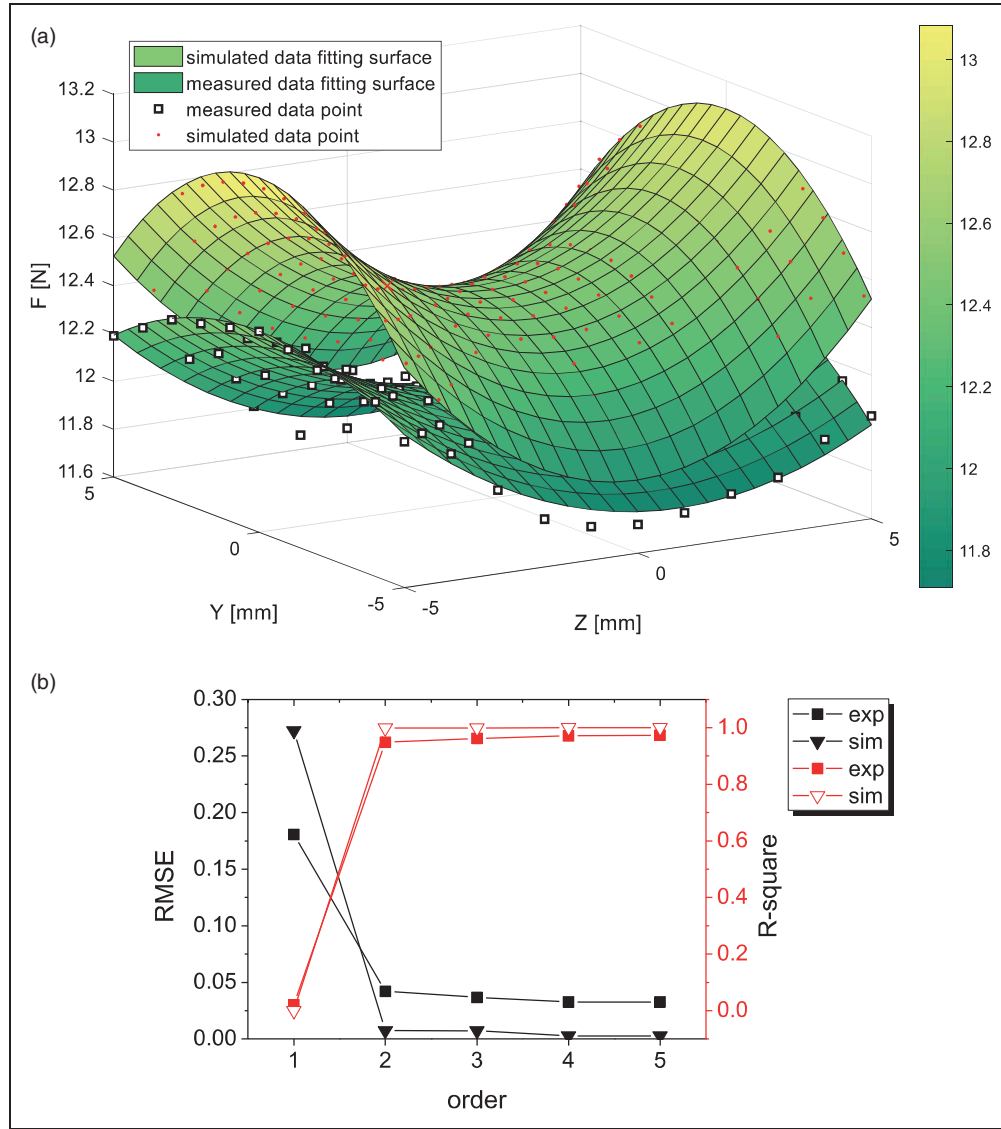 (a)
simulated data fitting surface
measured data fitting surface
measured data point
simulated data point
13.2
13
12.8
12.6
12.4
12.2
12
11.8
11.6
F [N]
5
0
-5
Y [mm]
-5
0
5
Z [mm]
13
12.8
12.6
12.4
12.2
12
11.8
(b)
0.30
0.25
0.20
0.15
0.10
0.05
0.00
RMSE
1.0
0.8
0.6
0.4
0.2
0.0
R-square
1 2 3 4 5
order
exp
sim
exp
sim